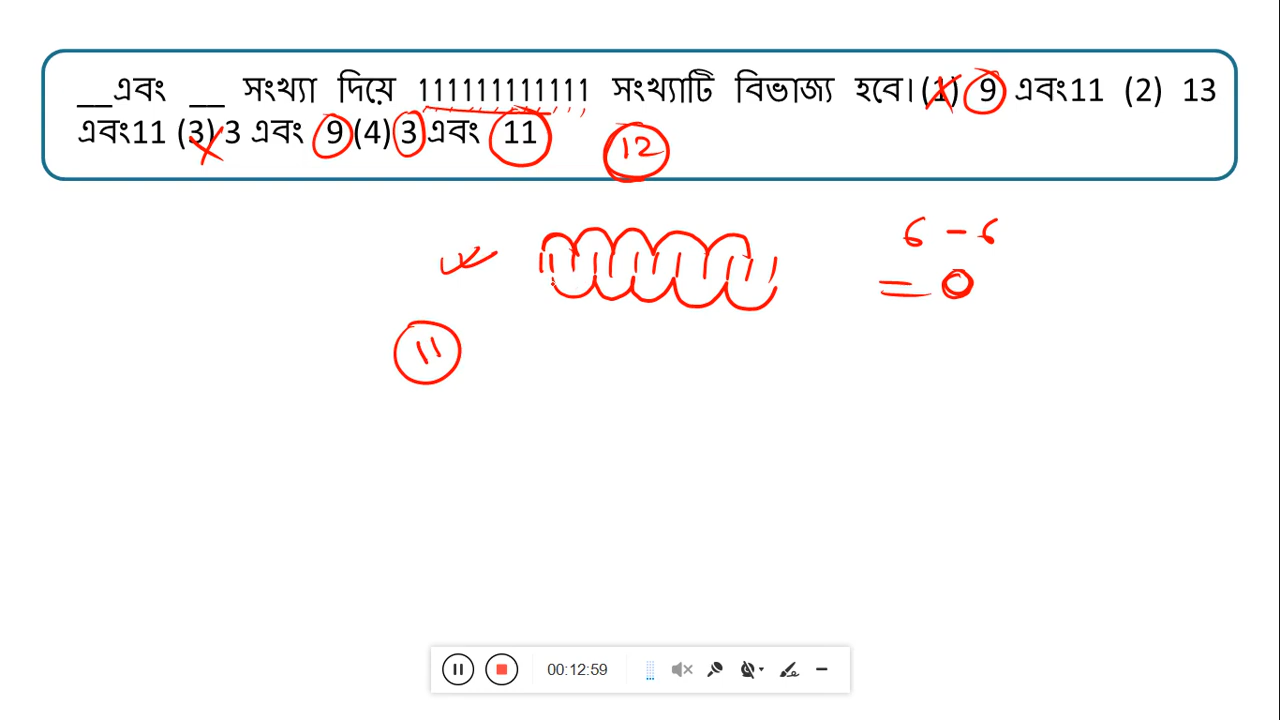 __এবং __ সংখ্যা দিয়ে 111111111111 সংখ্যাটি বিভাজ্য হবে।(1) 9 এবং11 (2) 13
এবং11 (3) 3 এবং 9 (4) 3 এবং 11
12
6 - 6
= 0
11
00:12:59